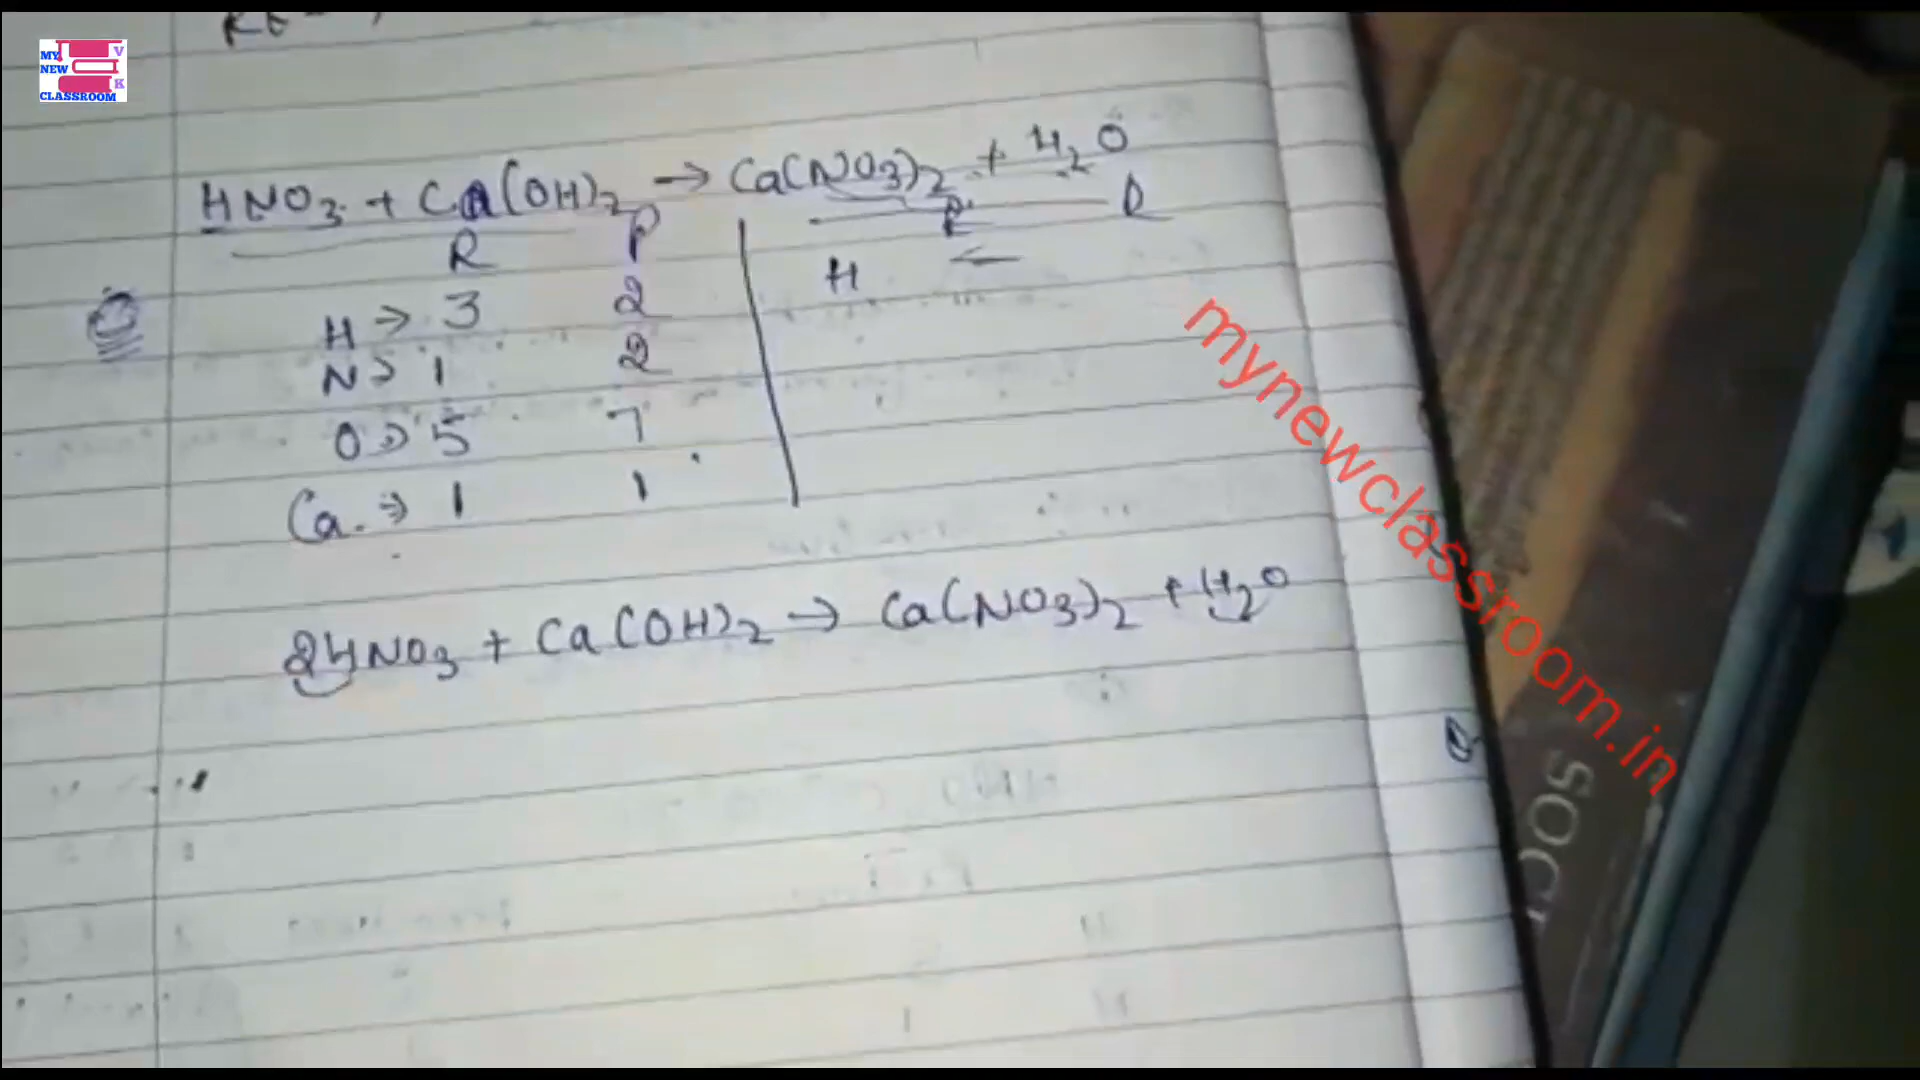 MY
NEW
CLASSROOM
V
K
HNO3 + Ca(OH)2 → Ca(NO3)2 + H2O
R P
H → 3 2
N → 1 2
O → 5 7
Ca. → 1 1
H ←
2HNO3 + Ca(OH)2 → Ca(NO3)2 + H2O
mynewclassroom.in
SOCI